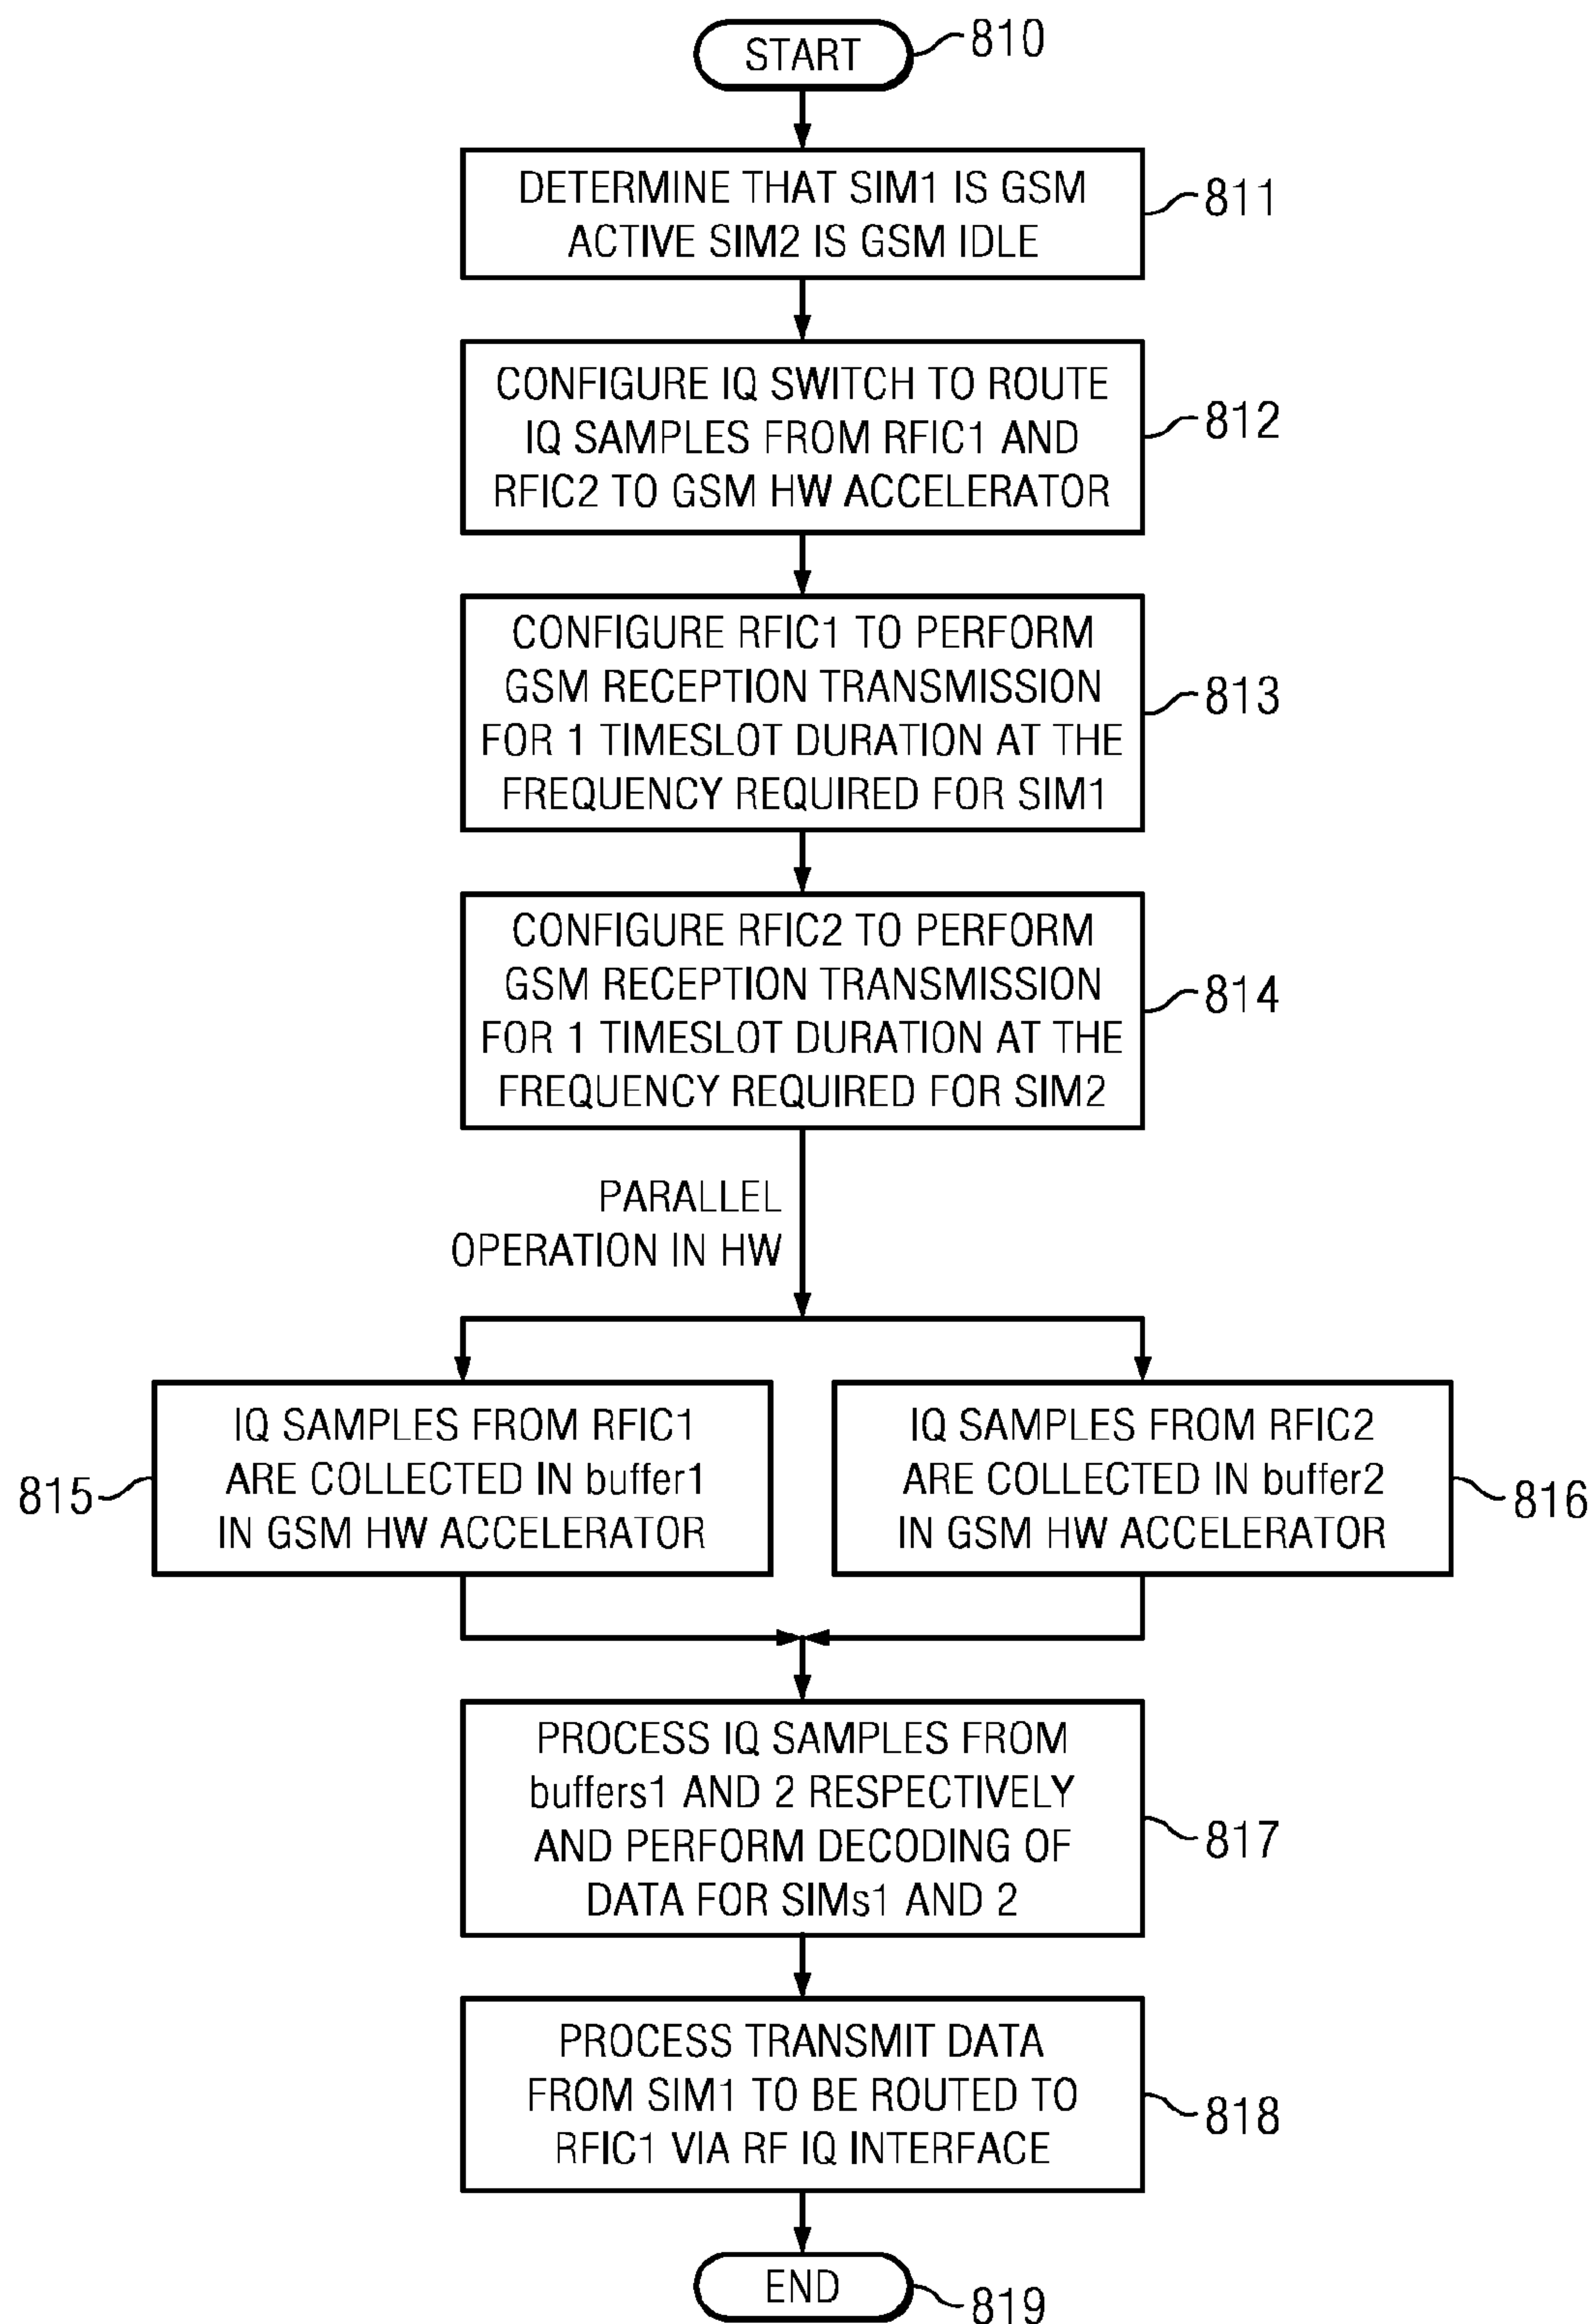 START
810
DETERMINE THAT SIM1 IS GSM
ACTIVE SIM2 IS GSM IDLE
811
CONFIGURE IQ SWITCH TO ROUTE
IQ SAMPLES FROM RFIC1 AND
RFIC2 TO GSM HW ACCELERATOR
812
CONFIGURE RFIC1 TO PERFORM
GSM RECEPTION TRANSMISSION
FOR 1 TIMESLOT DURATION AT THE
FREQUENCY REQUIRED FOR SIM1
813
CONFIGURE RFIC2 TO PERFORM
GSM RECEPTION TRANSMISSION
FOR 1 TIMESLOT DURATION AT THE
FREQUENCY REQUIRED FOR SIM2
814
PARALLEL
OPERATION IN HW
IQ SAMPLES FROM RFIC1
ARE COLLECTED IN buffer1
IN GSM HW ACCELERATOR
815
IQ SAMPLES FROM RFIC2
ARE COLLECTED IN buffer2
IN GSM HW ACCELERATOR
816
PROCESS IQ SAMPLES FROM
buffers1 AND 2 RESPECTIVELY
AND PERFORM DECODING OF
DATA FOR SIMs1 AND 2
817
PROCESS TRANSMIT DATA
FROM SIM1 TO BE ROUTED TO
RFIC1 VIA RF IQ INTERFACE
818
END
819